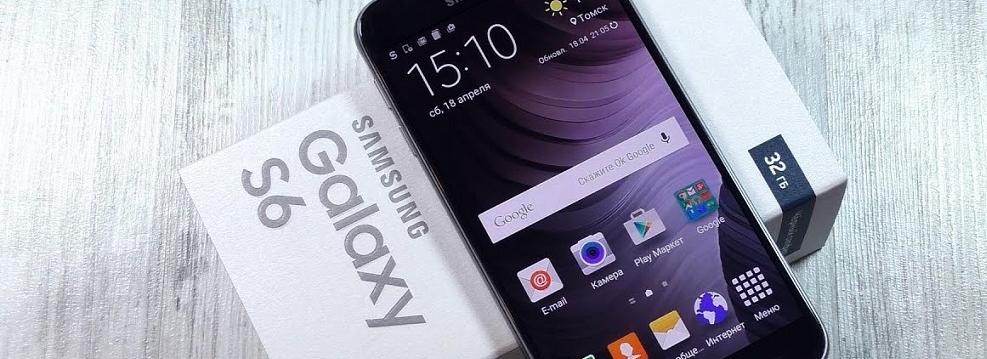 SAMSUNG
Galaxy
S6
15:10
сб, 18 апреля
Томск
Обновл. 18.04 21:05
Google
Скажите Ok Google
E-mail
Камера
Play Маркет
Google
Интернет
Меню
32 ГБ